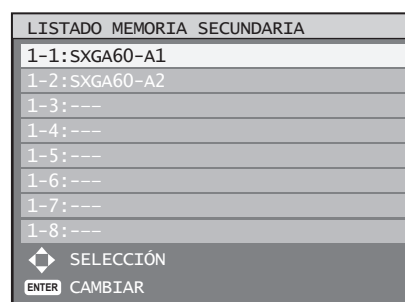 LISTADO MEMORIA SECUNDARIA
1-1:SXGA60-A1
1-2:SXGA60-A2
1-3:---
1-4:---
1-5:---
1-6:---
1-7:---
1-8:---
SELECCIÓN
ENTER CAMBIAR